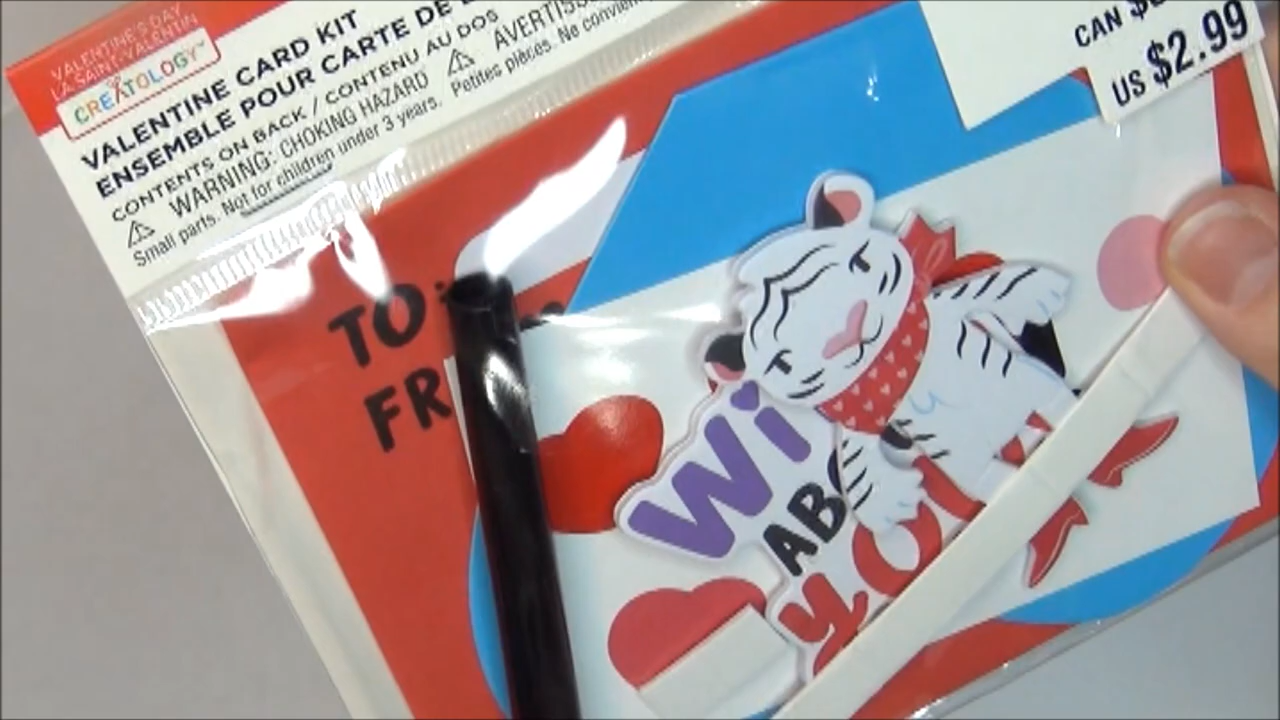 VALENTINE'S DAY
LA SAINT-VALENTIN
CREATOLOGY™
VALENTINE CARD KIT
ENSEMBLE POUR CARTE DE
CONTENTS ON BACK / CONTENU AU DOS
⚠ WARNING: CHOKING HAZARD
Small parts. Not for children under 3 years.
⚠
Petites pièces. Ne
CAN
US $2.99
TO:
FR
Wi
ABO
YOU